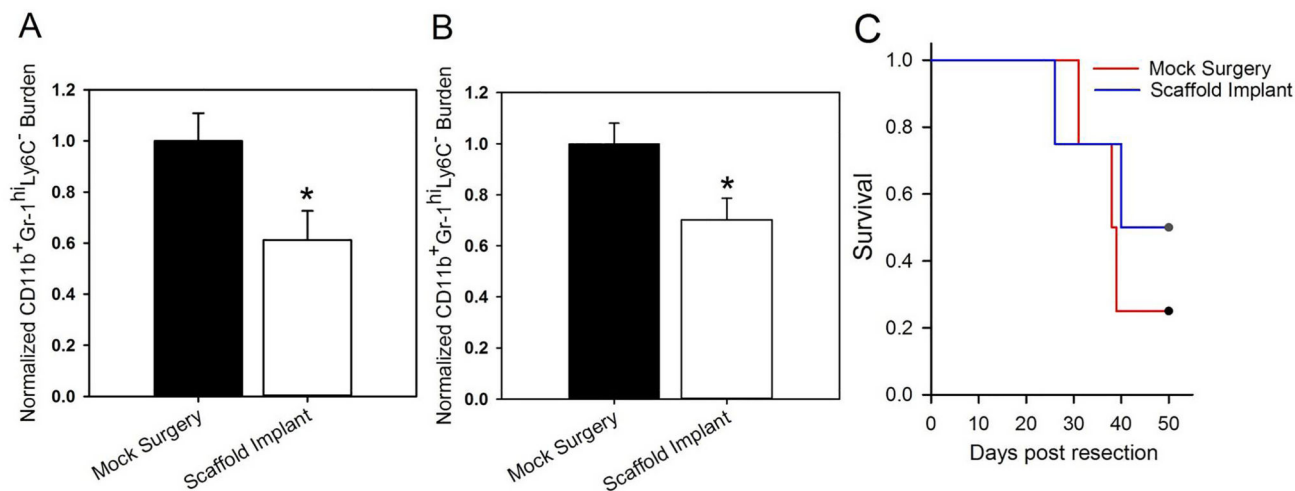 A
Normalized CD11b⁺Gr-1ʰⁱLy6C⁻ Burden
1.2
1.0
0.8
0.6
0.4
0.2
0.0
*
Mock Surgery
Scaffold Implant
B
Normalized CD11b⁺Gr-1ʰⁱLy6C⁻ Burden
1.2
1.0
0.8
0.6
0.4
0.2
0.0
*
Mock Surgery
Scaffold Implant
C
Survival
1.0
0.8
0.6
0.4
0.2
0.0
Mock Surgery
Scaffold Implant
0 10 20 30 40 50
Days post resection